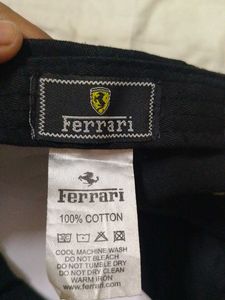 Ferrari
Ferrari
100% COTTON
COOL MACHINE WASH
DO NOT BLEACH
DO NOT TUMBLE DRY
DO NOT DRY CLEAN
WARM IRON
www.ferrari.com